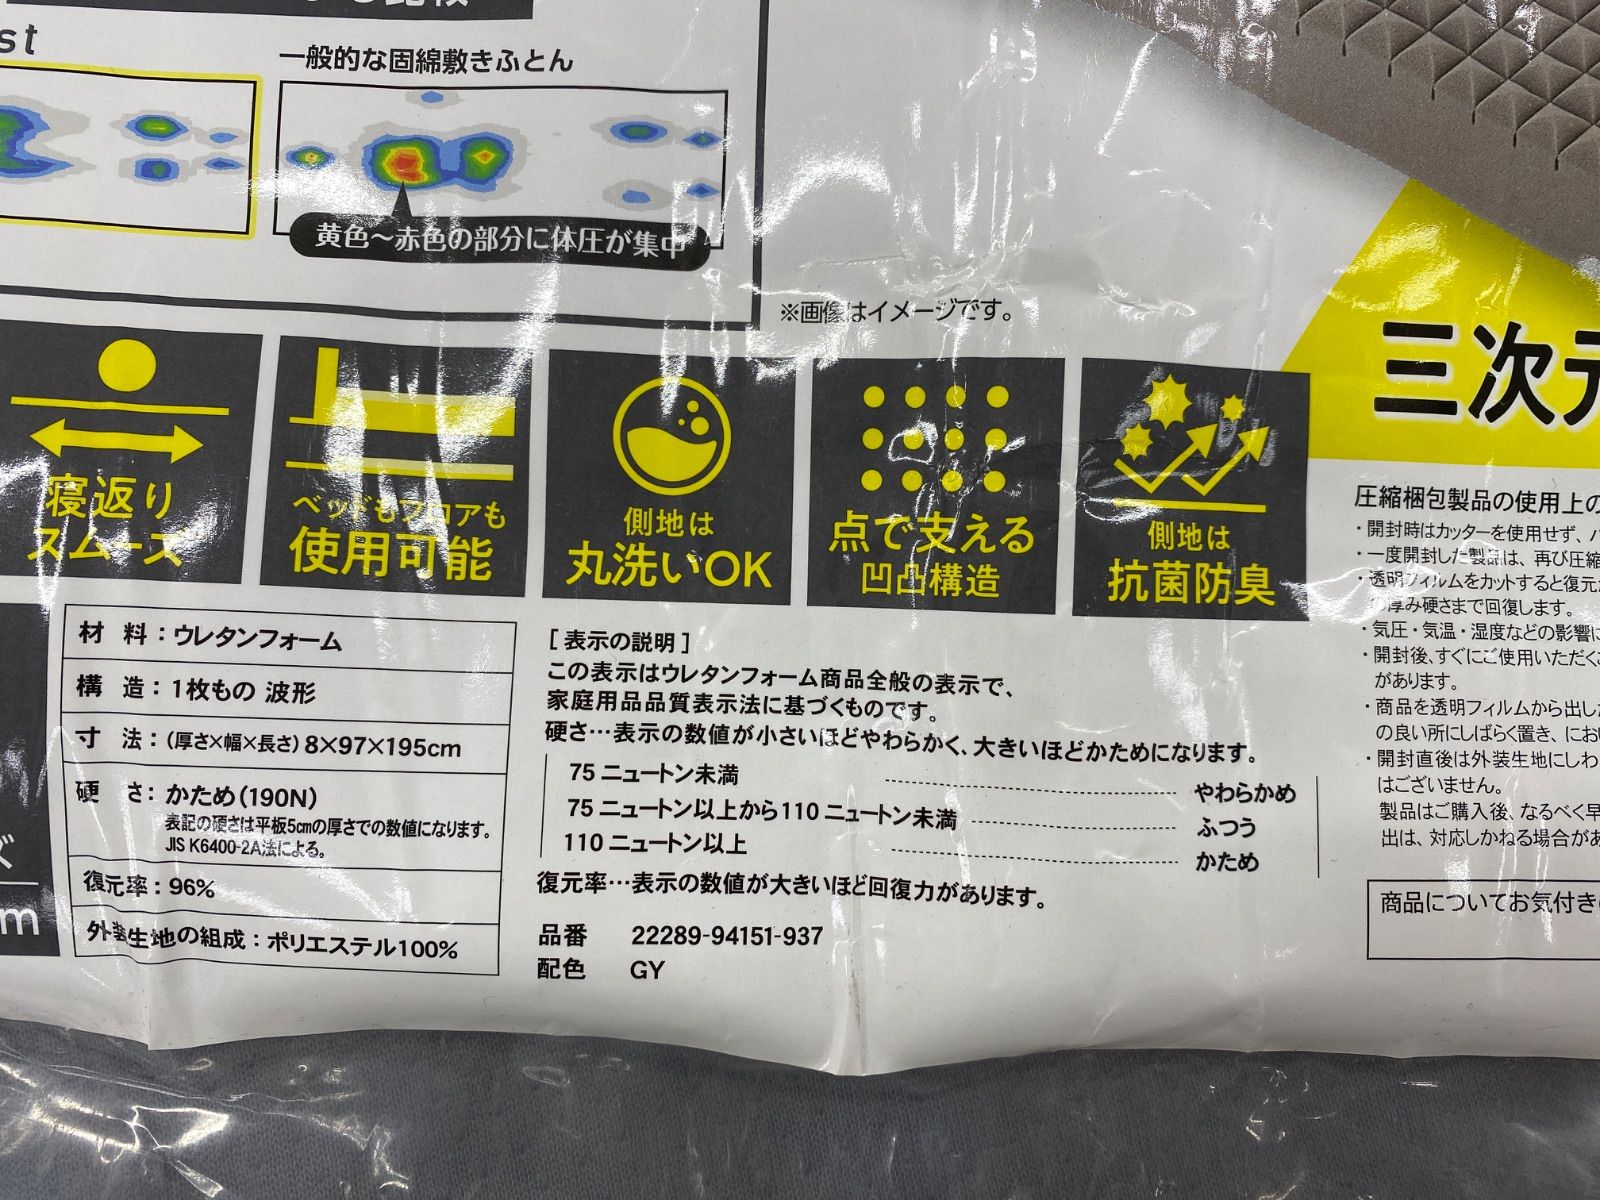 st
一般的な固綿敷きふとん
黄色〜赤色の部分に体圧が集中
※画像はイメージです。
三次元
寝返り
スムーズ
ベッドもフロアも
使用可能
側地は
丸洗いOK
点で支える
凹凸構造
側地は
抗菌防臭
材 料：ウレタンフォーム
構 造：1枚もの 波形
寸 法：(厚さ×幅×長さ) 8×97×195cm
硬 さ：かため(190N)
表記の硬さは平板5cmの厚さでの数値になります。
JIS K6400-2A法による。
復元率：96%
外装生地の組成：ポリエステル100%
[ 表示の説明 ]
この表示はウレタンフォーム商品全般の表示で、
家庭用品品質表示法に基づくものです。
硬さ…表示の数値が小さいほどやわらかく、大きいほどかためになります。
75 ニュートン未満 やわらかめ
75 ニュートン以上から110 ニュートン未満 ふつう
110 ニュートン以上 かため
復元率…表示の数値が大きいほど回復力があります。
品番 22289-94151-937
配色 GY
圧縮梱包製品の使用上の
・開封時はカッターを使用せず、
・一度開封した製品は、再び圧縮
・透明フィルムをカットすると復元
厚み硬さまで回復します。
・気圧・気温・湿度などの影響に
・開封後、すぐにご使用いただく
があります。
・商品を透明フィルムから出し
の良い所にしばらく置き、にお
・開封直後は外装生地にしわ
はございません。
製品はご購入後、なるべく早
出は、対応しかねる場合があ
商品についてお気付き
m